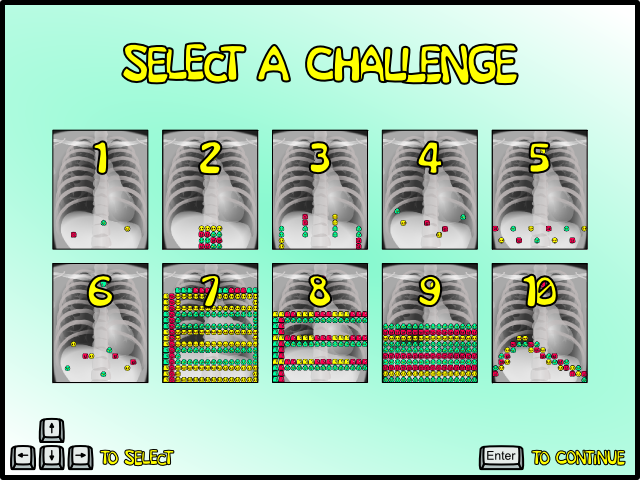 SELECT A CHALLENGE
1 2 3 4 5
6 7 8 9 10
↑
← ↓ → TO SELECT
Enter TO CONTINUE